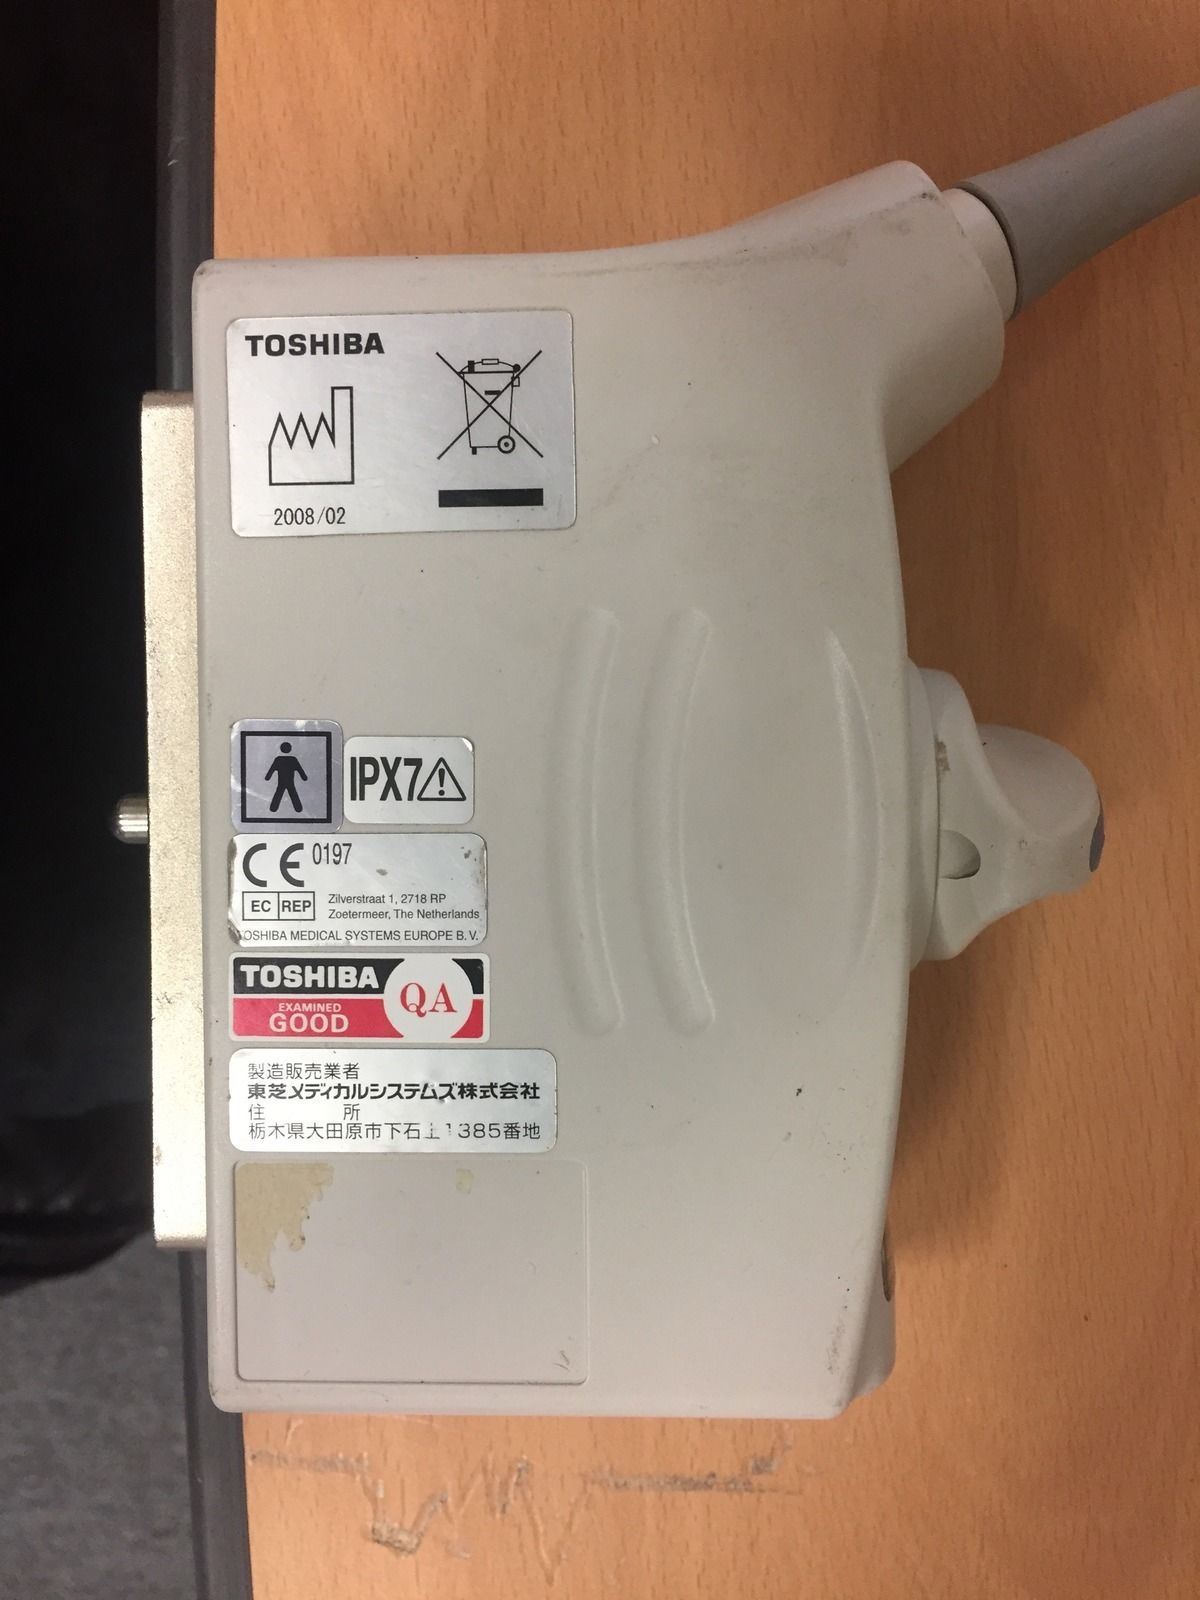 TOSHIBA
2008/02
IPX7
CE 0197
EC REP
Zilverstraat 1, 2718 RP
Zoetermeer, The Netherlands
TOSHIBA MEDICAL SYSTEMS EUROPE B.V.
TOSHIBA
EXAMINED
GOOD
QA
製造販売業者
東芝メディカルシステムズ株式会社
住 所
栃木県大田原市下石上1385番地